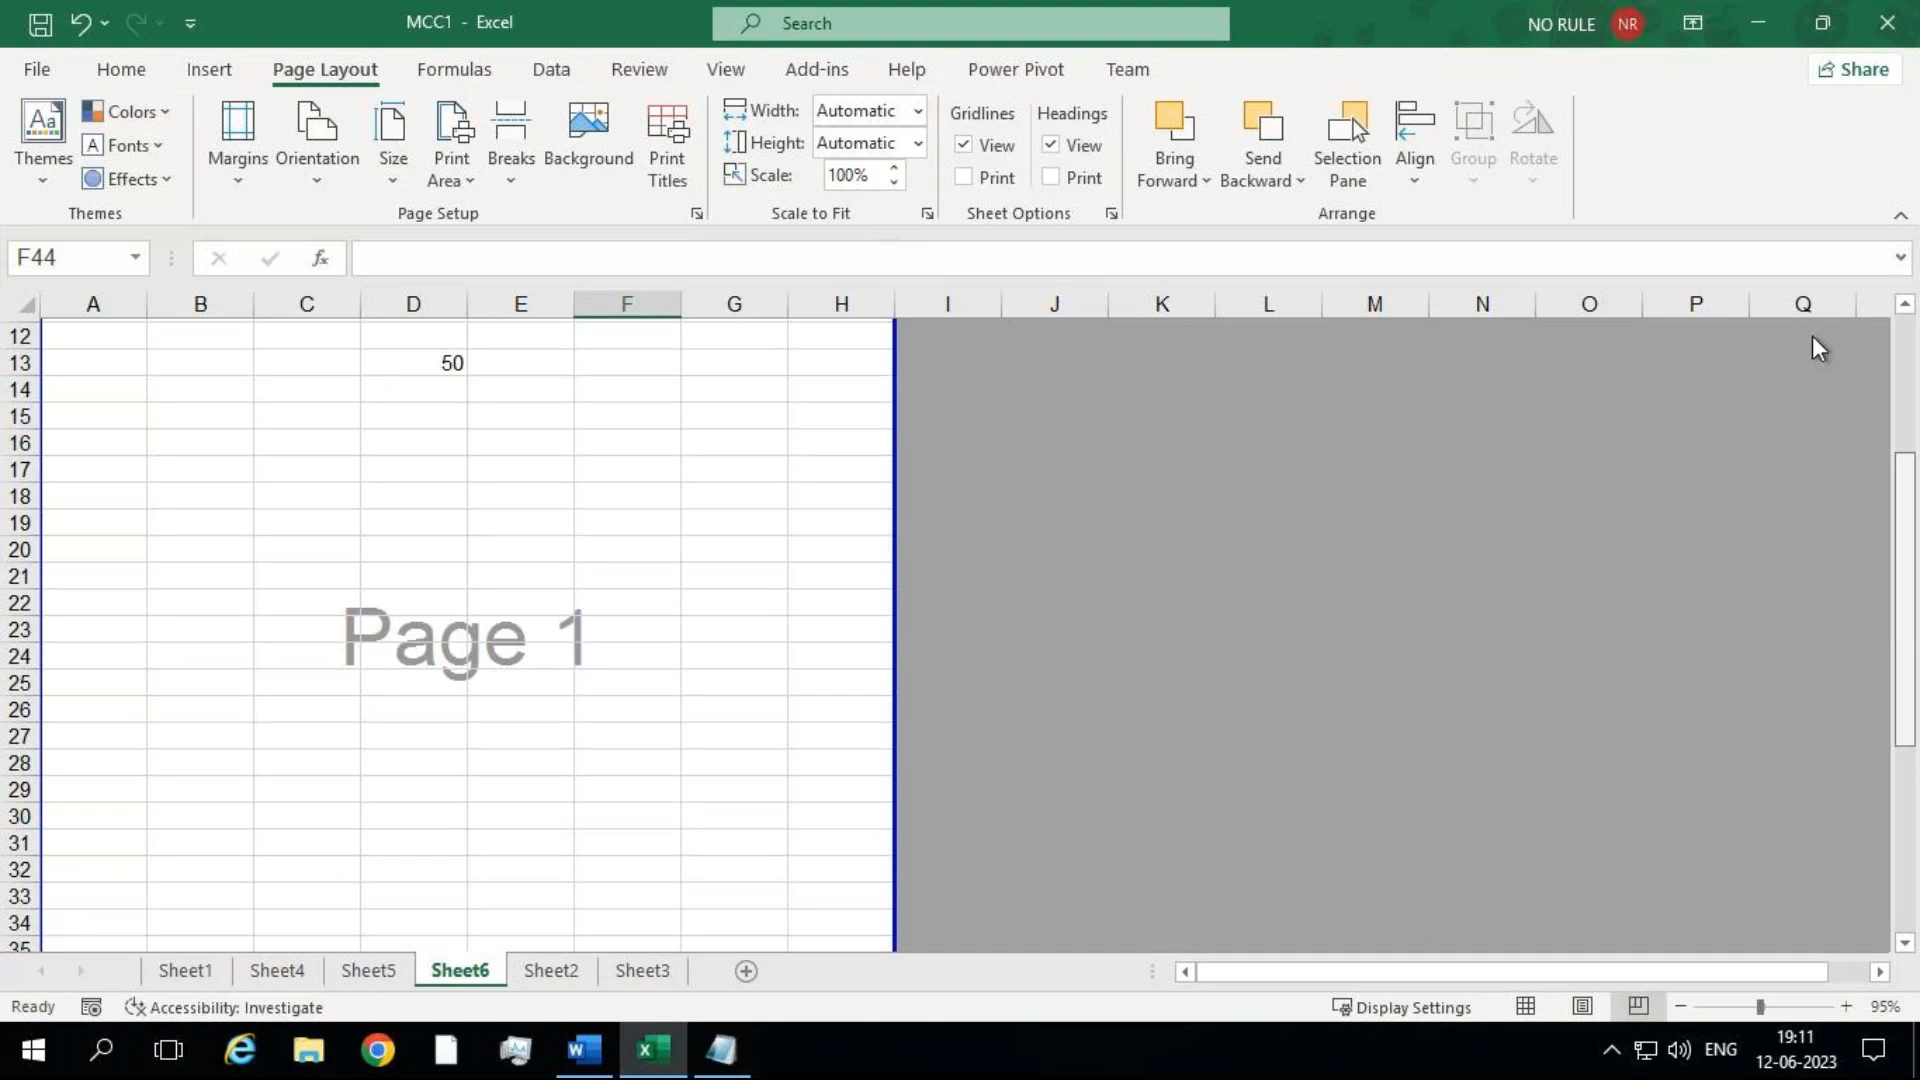 MCC1 - Excel
Search
NO RULE
NR
File
Home
Insert
Page Layout
Formulas
Data
Review
View
Add-ins
Help
Power Pivot
Team
Share
Aa
Themes
Colors
A Fonts
Effects
Themes
Margins
Orientation
Size
Print
Area
Breaks
Background
Print
Titles
Page Setup
Width: Automatic
Height: Automatic
Scale: 100%
Scale to Fit
Gridlines
View
Print
Headings
View
Print
Sheet Options
Bring
Forward
Send
Backward
Selection
Pane
Align
Group
Rotate
Arrange
F44
fx
A B C D E F G H I J K L M N O P Q
12
13 50
14
15
16
17
18
19
20
21
22
23
24
25
26
27
28
29
30
31
32
33
34
35
Page 1
Sheet1
Sheet4
Sheet5
Sheet6
Sheet2
Sheet3
Ready
Accessibility: Investigate
Display Settings
95%
W
X
ENG
19:11
12-06-2023